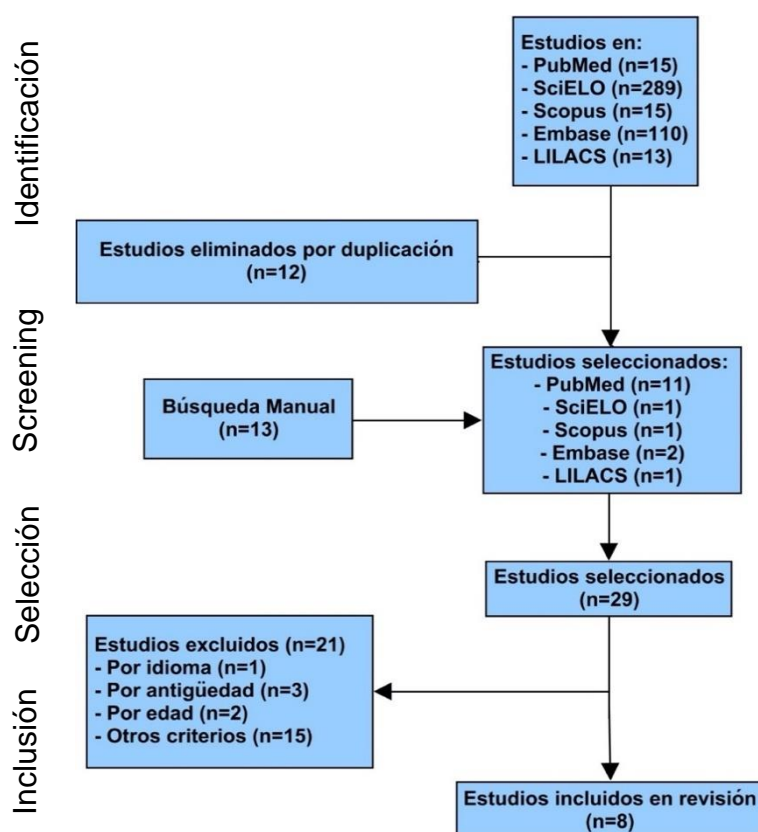 Identificación
Estudios en:
- PubMed (n=15)
- SciELO (n=289)
- Scopus (n=15)
- Embase (n=110)
- LILACS (n=13)
Estudios eliminados por duplicación
(n=12)
Screening
Estudios seleccionados:
- PubMed (n=11)
- SciELO (n=1)
- Scopus (n=1)
- Embase (n=2)
- LILACS (n=1)
Búsqueda Manual
(n=13)
Selección
Estudios seleccionados
(n=29)
Estudios excluidos (n=21)
- Por idioma (n=1)
- Por antigüedad (n=3)
- Por edad (n=2)
- Otros criterios (n=15)
Inclusión
Estudios incluidos en revisión
(n=8)